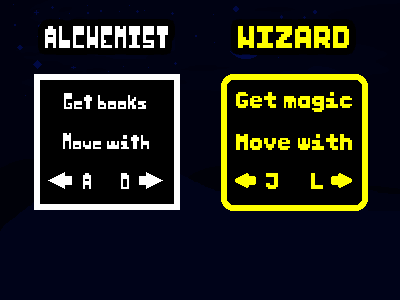 ALCHEMIST
Get books
Move with
A D
WIZARD
Get magic
Move with
J L